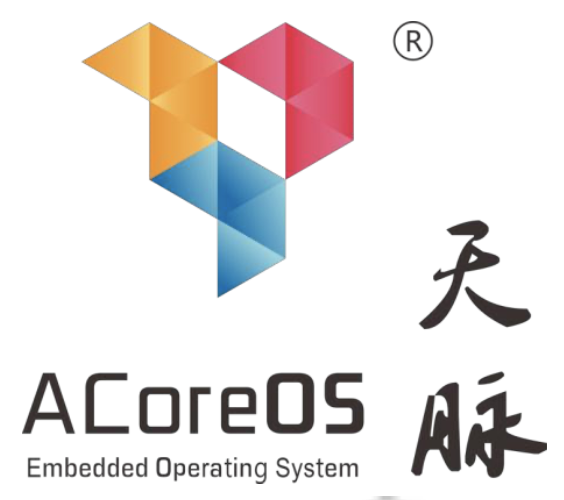 ®
天
脉
ACoreOS
Embedded Operating System